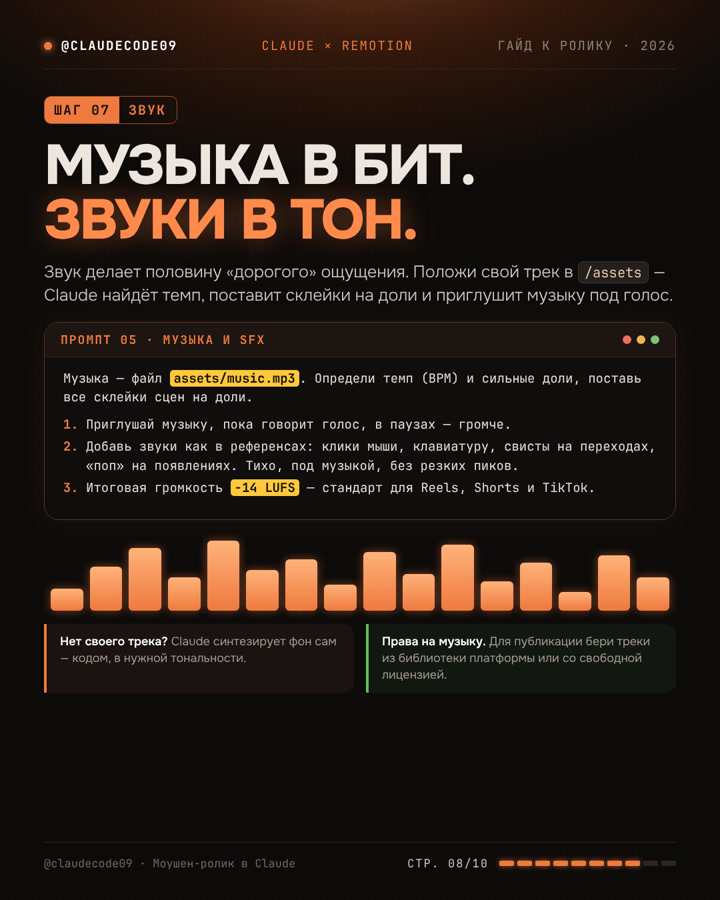 @CLAUDECODE09
CLAUDE × REMOTION
ГАЙД К РОЛИКУ · 2026
ШАГ 07 ЗВУК
МУЗЫКА В БИТ.
ЗВУКИ В ТОН.
Звук делает половину «дорогого» ощущения. Положи свой трек в /assets —
Claude найдёт темп, поставит склейки на доли и приглушит музыку под голос.
ПРОМПТ 05 · МУЗЫКА И SFX
Музыка — файл assets/music.mp3. Определи темп (BPM) и сильные доли, поставь
все склейки сцен на доли.
1. Приглушай музыку, пока говорит голос, в паузах — громче.
2. Добавь звуки как в референсах: клики мыши, клавиатуру, свисты на переходах,
«поп» на появлениях. Тихо, под музыкой, без резких пиков.
3. Итоговая громкость -14 LUFS — стандарт для Reels, Shorts и TikTok.
Нет своего трека? Claude синтезирует фон сам
— кодом, в нужной тональности.
Права на музыку. Для публикации бери треки
из библиотеки платформы или со свободной
лицензией.
@claudecode09 · Моушен-ролик в Claude
СТР. 08/10